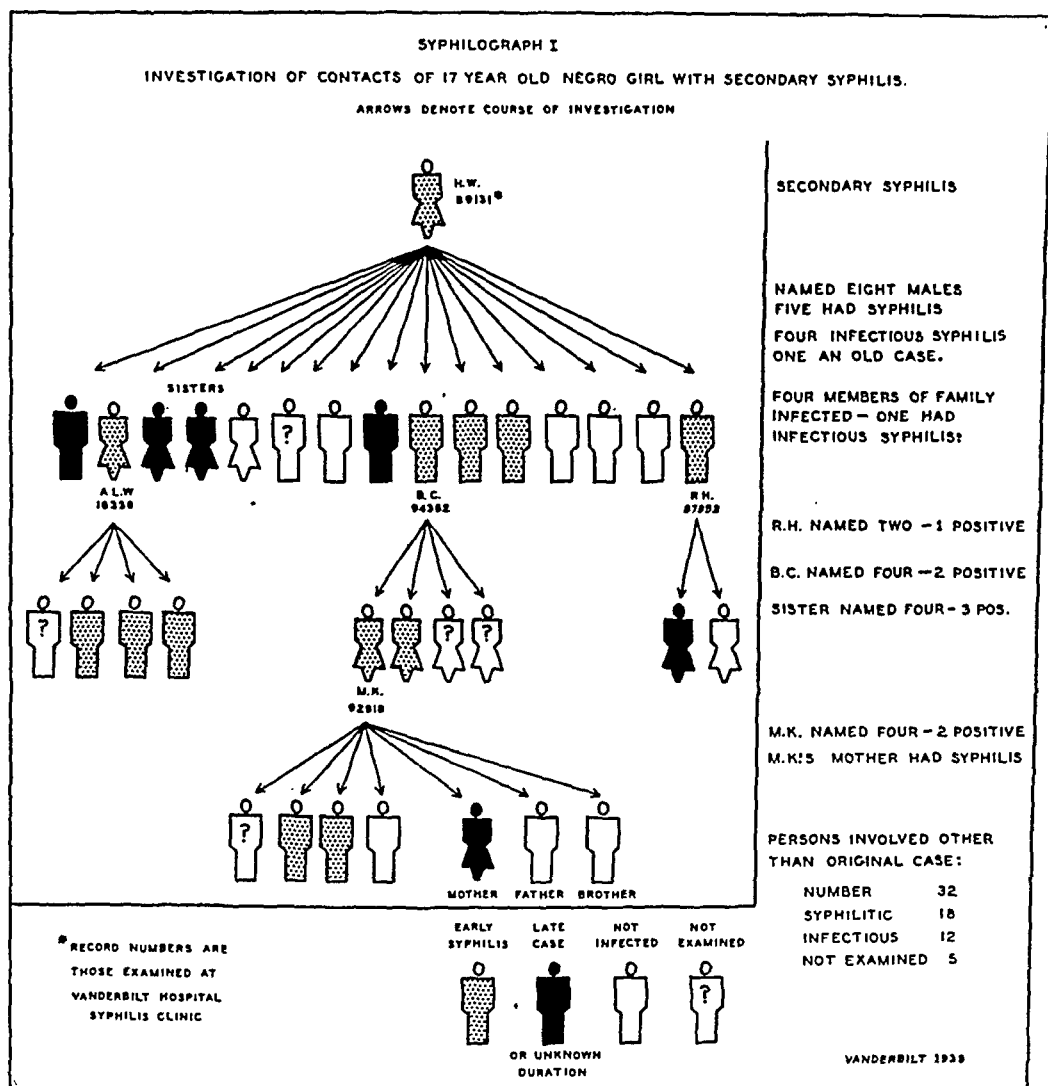 SYPHILOGRAPH I
INVESTIGATION OF CONTACTS OF 17 YEAR OLD NEGRO GIRL WITH SECONDARY SYPHILIS.
ARROWS DENOTE COURSE OF INVESTIGATION
H.W.
89131*
SECONDARY SYPHILIS
NAMED EIGHT MALES
FIVE HAD SYPHILIS
FOUR INFECTIOUS SYPHILIS
ONE AN OLD CASE.
SISTERS
FOUR MEMBERS OF FAMILY
INFECTED – ONE HAD
INFECTIOUS SYPHILIS:
?
A L.W
B.C.
94382
R.H.
R.H. NAMED TWO – 1 POSITIVE
B.C. NAMED FOUR – 2 POSITIVE
SISTER NAMED FOUR – 3 POS.
?
? ?
M.K.
M.K. NAMED FOUR – 2 POSITIVE
M.K'S MOTHER HAD SYPHILIS
?
MOTHER FATHER BROTHER
PERSONS INVOLVED OTHER
THAN ORIGINAL CASE:
NUMBER 32
SYPHILITIC 18
INFECTIOUS 12
NOT EXAMINED 5
* RECORD NUMBERS ARE
THOSE EXAMINED AT
VANDERBILT HOSPITAL
SYPHILIS CLINIC
EARLY SYPHILIS
LATE CASE
NOT INFECTED
NOT EXAMINED
?
OR UNKNOWN
DURATION
VANDERBILT 1938